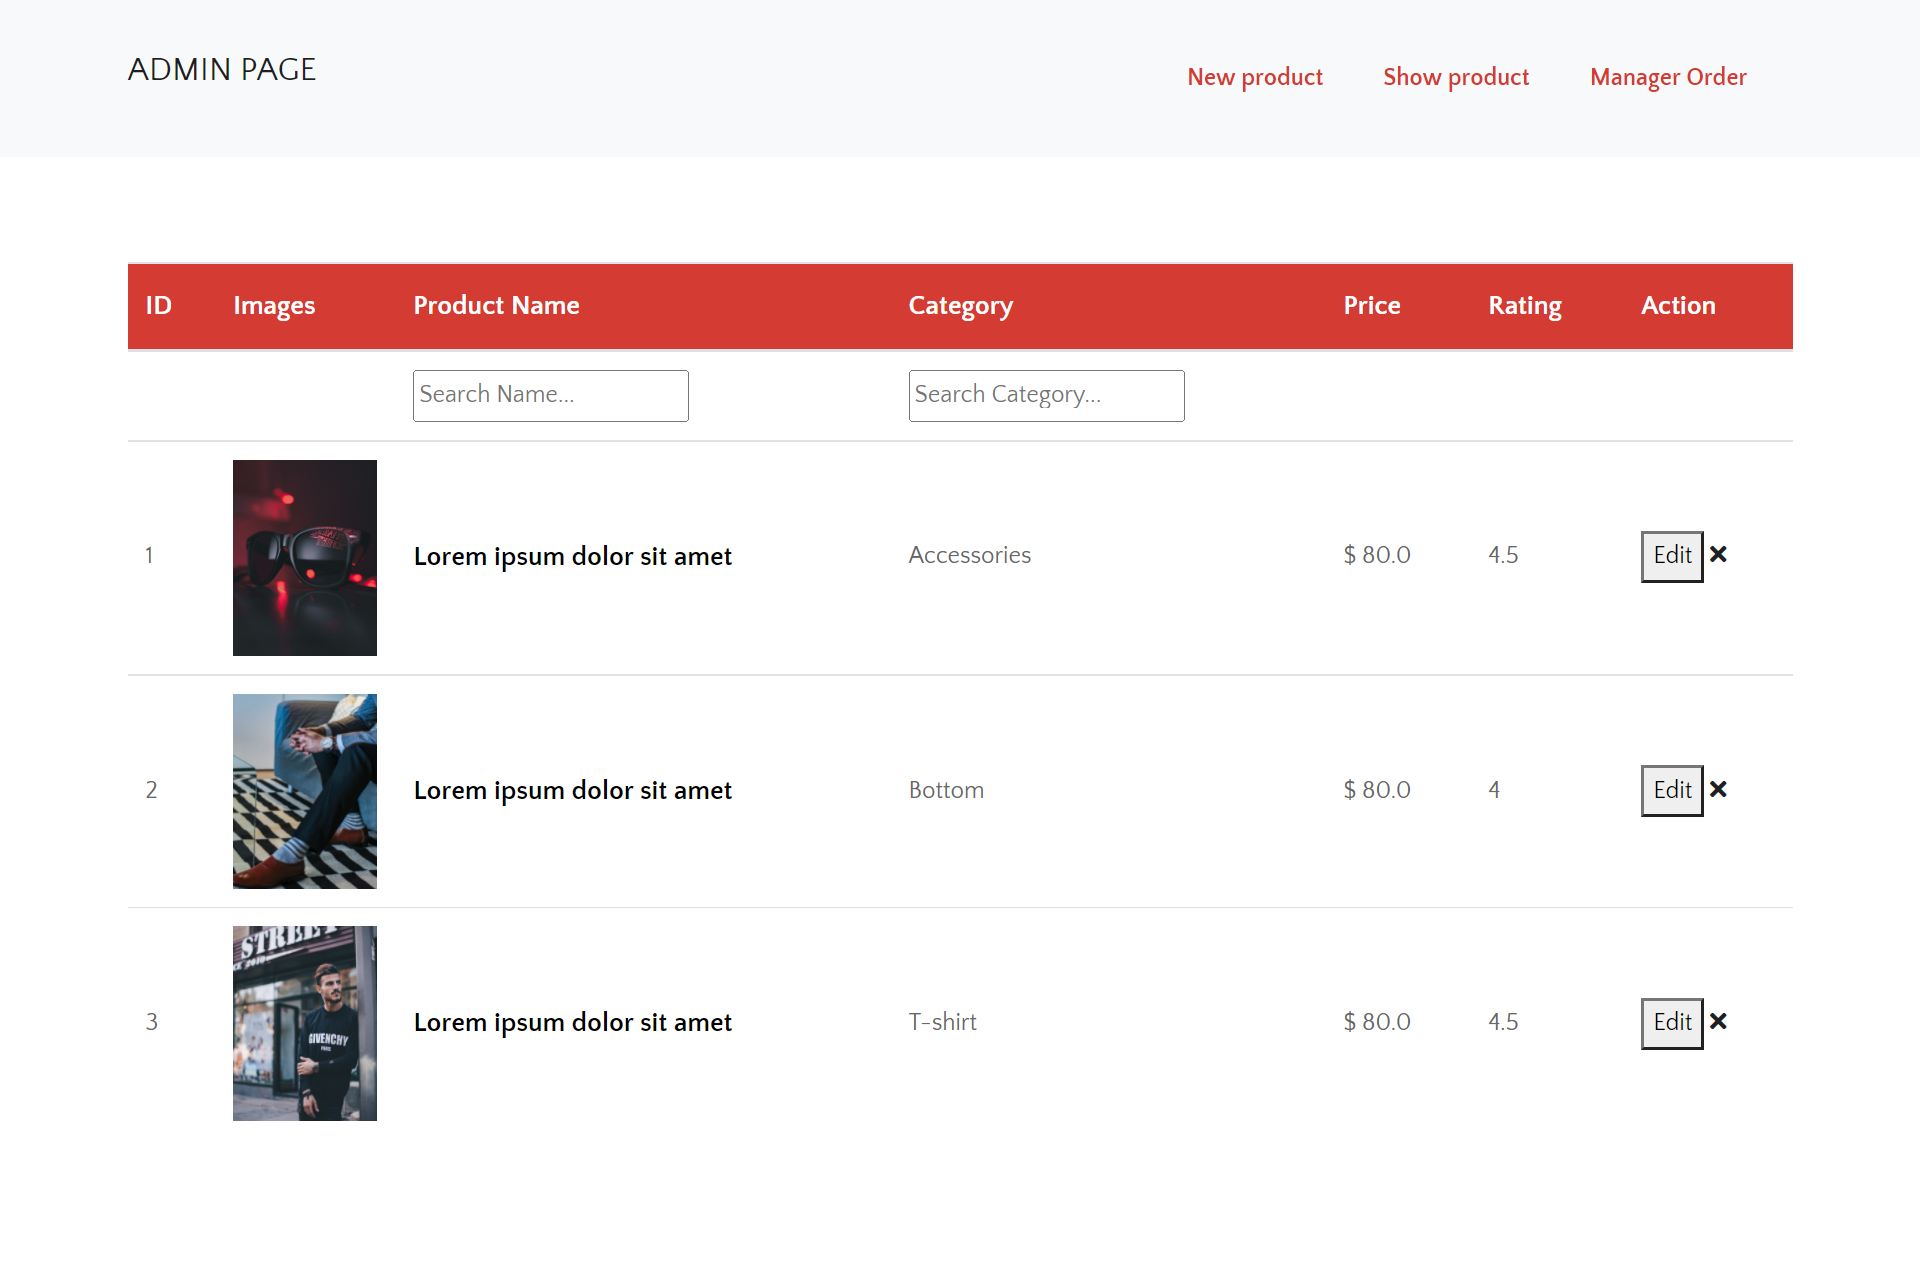 ADMIN PAGE
New product Show product Manager Order
ID Images Product Name Category Price Rating Action
Search Name... Search Category...
1 Lorem ipsum dolor sit amet Accessories $ 80.0 4.5 Edit ×
2 Lorem ipsum dolor sit amet Bottom $ 80.0 4 Edit ×
STREET
GIVENCHY
PARIS
3 Lorem ipsum dolor sit amet T-shirt $ 80.0 4.5 Edit ×